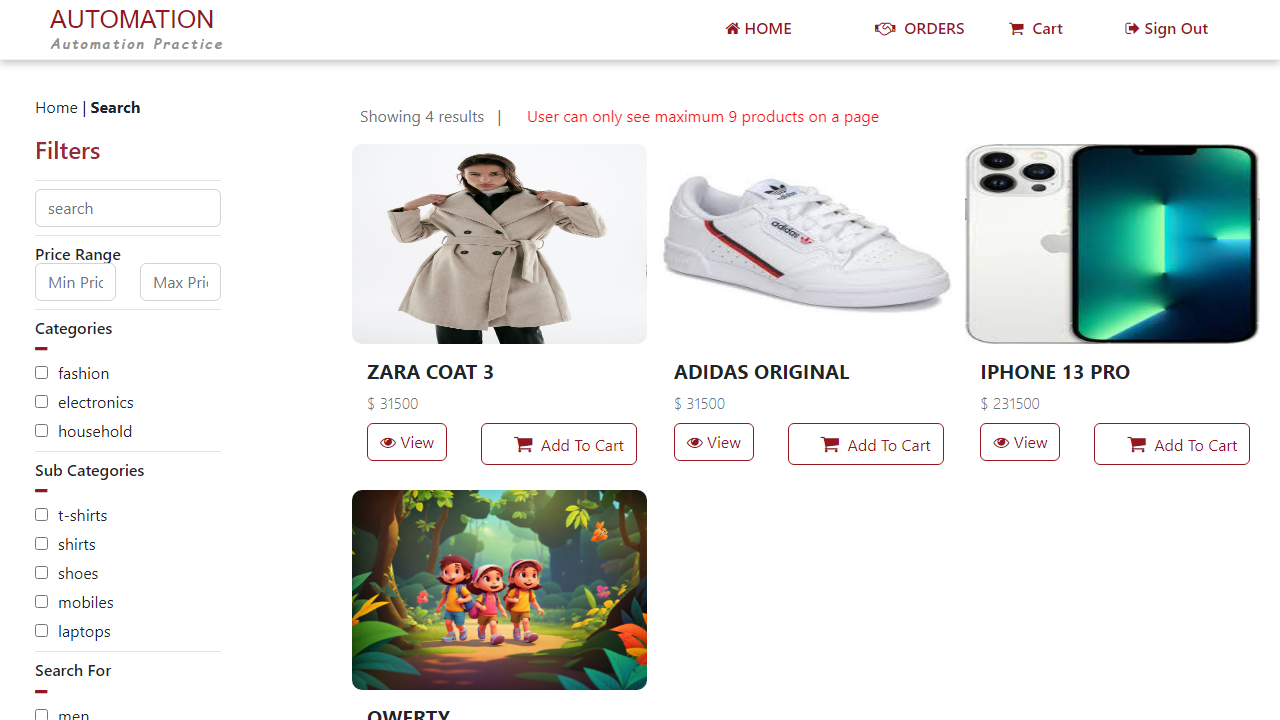 AUTOMATION
Automation Practice
HOME
ORDERS
Cart
Sign Out
Home | Search
Filters
search
Price Range
Min Pric
Max Pric
Categories
fashion
electronics
household
Sub Categories
t-shirts
shirts
shoes
mobiles
laptops
Search For
men
Showing 4 results |
User can only see maximum 9 products on a page
adidas
ZARA COAT 3
$ 31500
View
Add To Cart
ADIDAS ORIGINAL
$ 31500
View
Add To Cart
IPHONE 13 PRO
$ 231500
View
Add To Cart
QWERTY